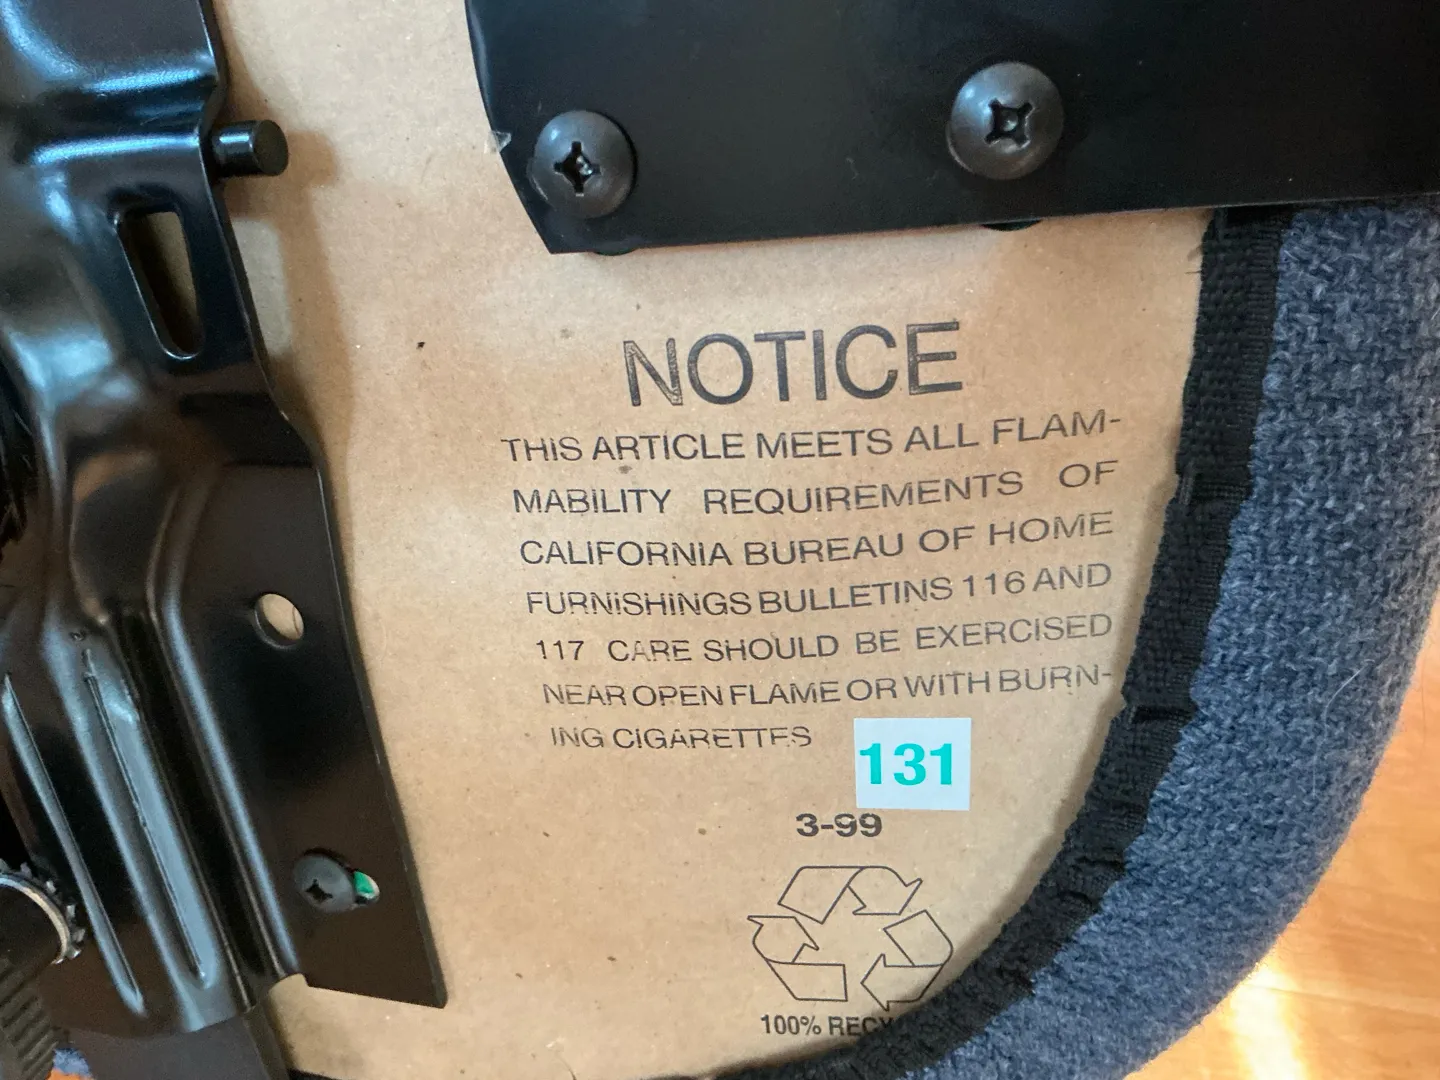 NOTICE
THIS ARTICLE MEETS ALL FLAM-
MABILITY REQUIREMENTS OF
CALIFORNIA BUREAU OF HOME
FURNISHINGS BULLETINS 116 AND
117 CARE SHOULD BE EXERCISED
NEAR OPEN FLAME OR WITH BURN-
ING CIGARETTES
131
3-99
100%